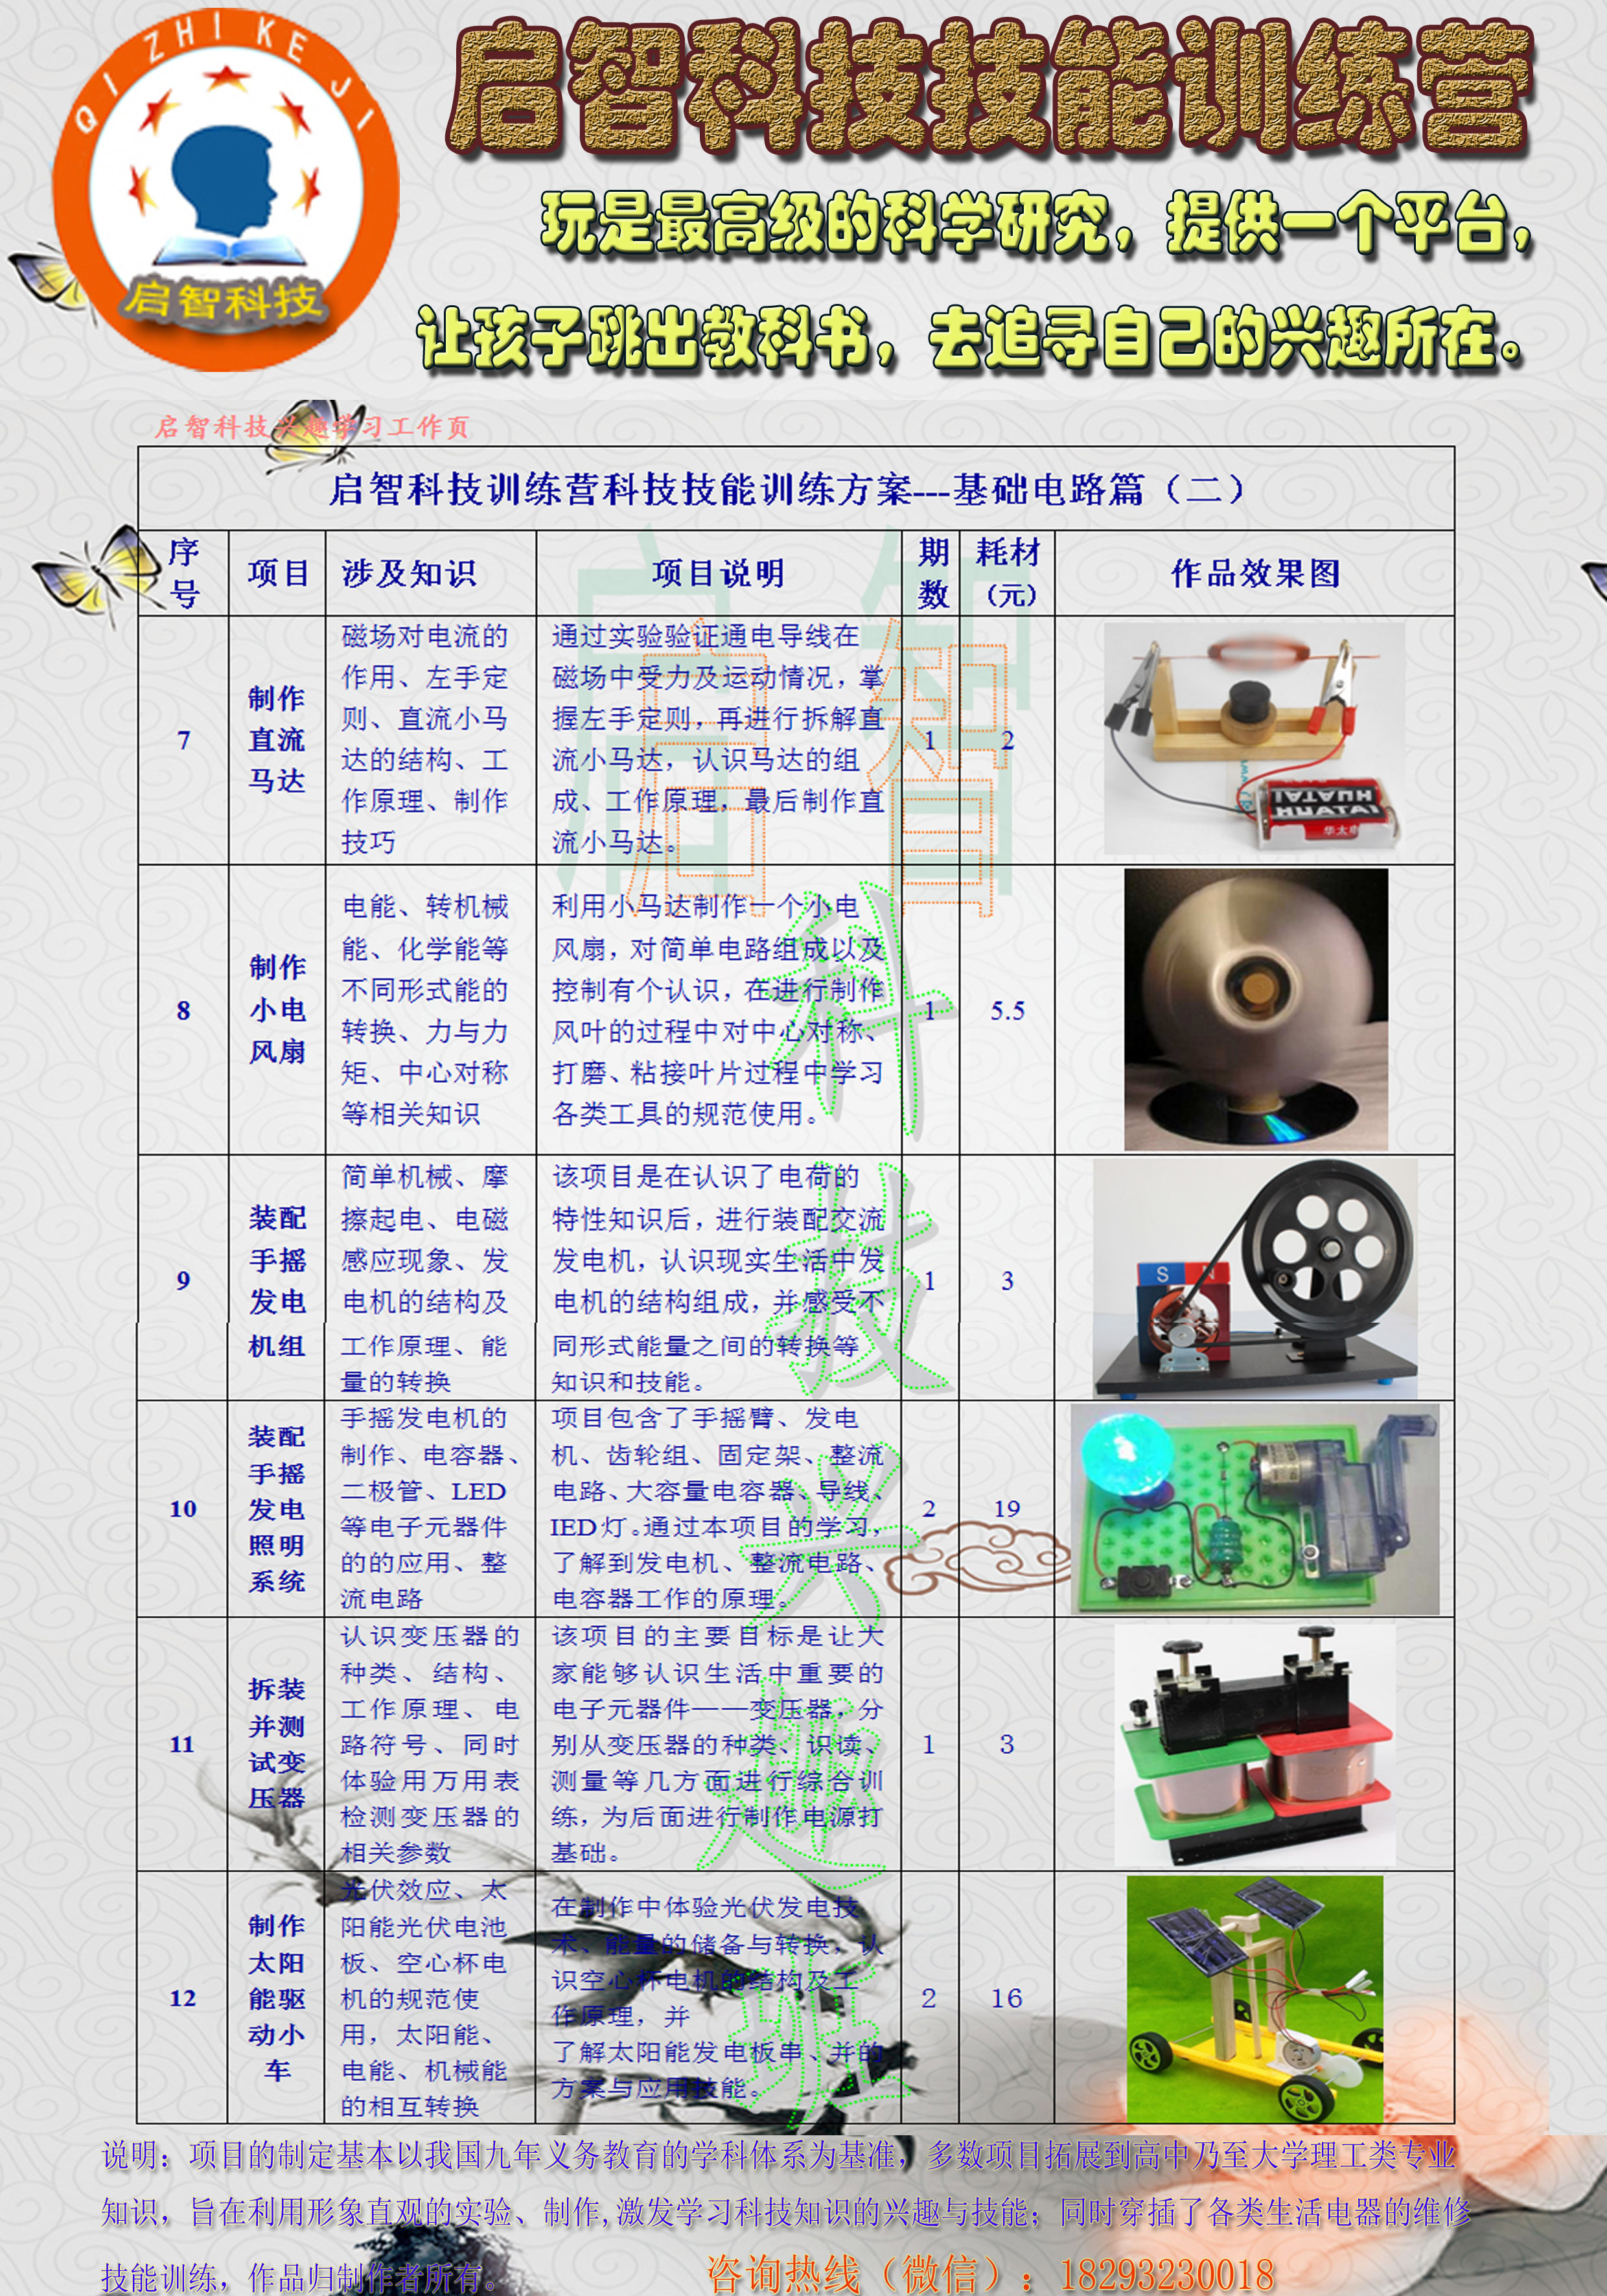 QI ZHI KE JI
启智科技
启智科技技能训练营
玩是最高级的科学研究，提供一个平台，
让孩子跳出教科书，去追寻自己的兴趣所在。
启智科技兴趣学习工作页
启智科技训练营科技技能训练方案---基础电路篇（二）
序
号
项目
涉及知识
项目说明
期
数
耗材
（元）
作品效果图
7
制作
直流
马达
磁场对电流的
作用、左手定
则、直流小马
达的结构、工
作原理、制作
技巧
通过实验验证通电导线在
磁场中受力及运动情况，掌
握左手定则，再进行拆解直
流小马达，认识马达的组
成、工作原理，最后制作直
流小马达。
1
2
HUATAI
HUATAI
华太
8
制作
小电
风扇
电能、转机械
能、化学能等
不同形式能的
转换、力与力
矩、中心对称
等相关知识
利用小马达制作一个小电
风扇，对简单电路组成以及
控制有个认识，在进行制作
风叶的过程中对中心对称、
打磨、粘接叶片过程中学习
各类工具的规范使用。
1
5.5
9
装配
手摇
发电
机组
简单机械、摩
擦起电、电磁
感应现象、发
电机的结构及
工作原理、能
量的转换
该项目是在认识了电荷的
特性知识后，进行装配交流
发电机，认识现实生活中发
电机的结构组成，并感受不
同形式能量之间的转换等
知识和技能。
1
3
S N
10
装配
手摇
发电
照明
系统
手摇发电机的
制作、电容器、
二极管、LED
等电子元器件
的的应用、整
流电路
项目包含了手摇臂、发电
机、齿轮组、固定架、整流
电路、大容量电容器、导线、
IED灯。通过本项目的学习，
了解到发电机、整流电路、
电容器工作的原理。
2
19
11
拆装
并测
试变
压器
认识变压器的
种类、结构、
工作原理、电
路符号、同时
体验用万用表
检测变压器的
相关参数
该项目的主要目标是让大
家能够认识生活中重要的
电子元器件——变压器，分
别从变压器的种类、识读、
测量等几方面进行综合训
练，为后面进行制作电源打
基础。
1
3
12
制作
太阳
能驱
动小
车
光伏效应、太
阳能光伏电池
板、空心杯电
机的规范使
用，太阳能、
电能、机械能
的相互转换
在制作中体验光伏发电技
术、能量的储备与转换，认
识空心杯电机的结构及工
作原理，并
了解太阳能发电板串、并的
方案与应用技能。
2
16
启智
启智
科
技
兴
趣
班
说明：项目的制定基本以我国九年义务教育的学科体系为基准，多数项目拓展到高中乃至大学理工类专业
知识，旨在利用形象直观的实验、制作,激发学习科技知识的兴趣与技能；同时穿插了各类生活电器的维修
技能训练，作品归制作者所有。
咨询热线（微信）：18293230018